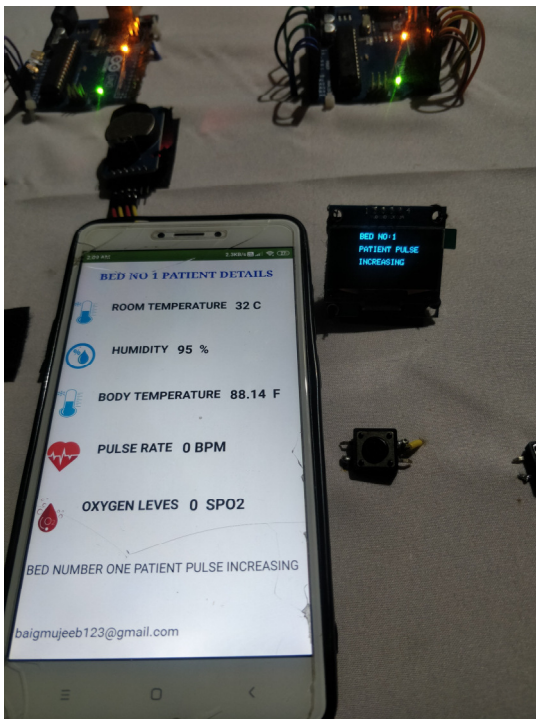 BED NO:1
PATIENT PULSE
INCREASING
BED NO 1 PATIENT DETAILS
ROOM TEMPERATURE 32 C
HUMIDITY 95 %
BODY TEMPERATURE 88.14 F
PULSE RATE 0 BPM
OXYGEN LEVES 0 SPO2
BED NUMBER ONE PATIENT PULSE INCREASING
baigmujeeb123@gmail.com